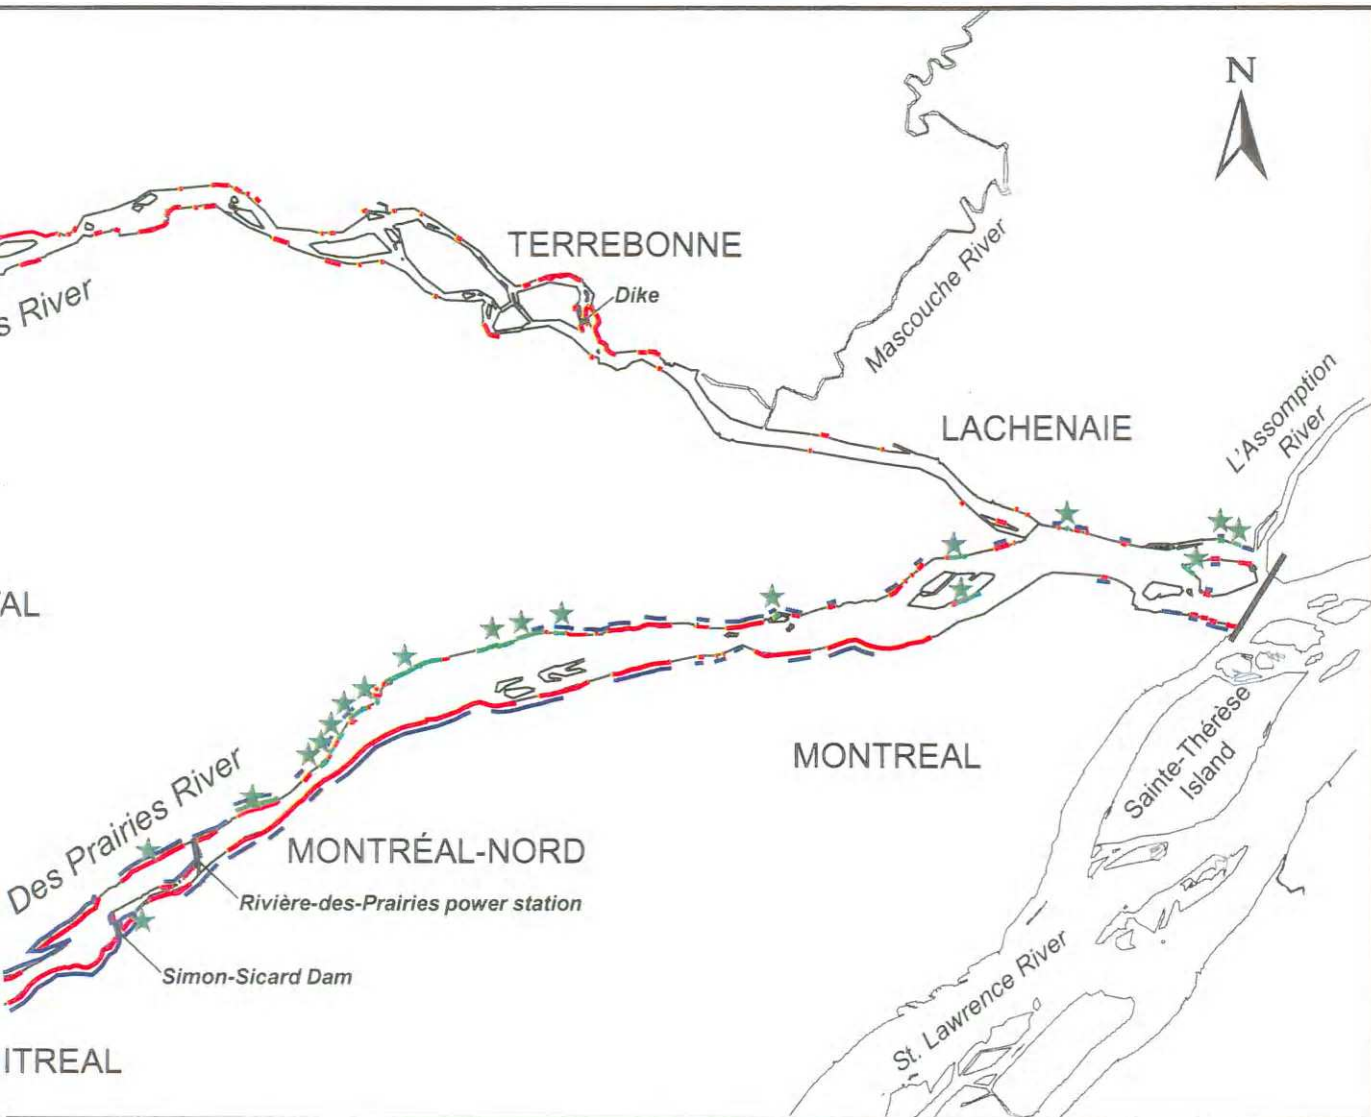 N
TERREBONNE
Dike
s River
Mascouche River
LACHENAIE
L'Assomption
River
AL
MONTREAL
Sainte-Thérèse
Island
Des Prairies River
MONTRÉAL-NORD
Rivière-des-Prairies power station
Simon-Sicard Dam
St. Lawrence River
ITREAL